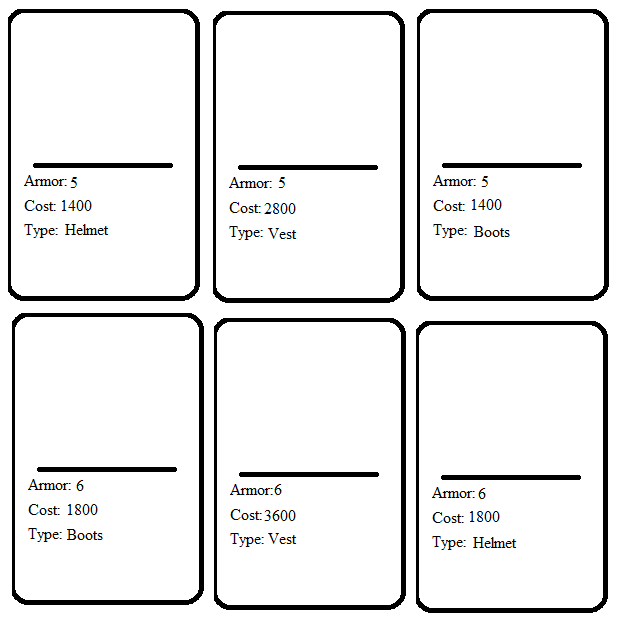 Armor: 5
Cost: 1400
Type: Helmet
Armor: 5
Cost: 2800
Type: Vest
Armor: 5
Cost: 1400
Type: Boots
Armor: 6
Cost: 1800
Type: Boots
Armor:6
Cost:3600
Type: Vest
Armor: 6
Cost: 1800
Type: Helmet